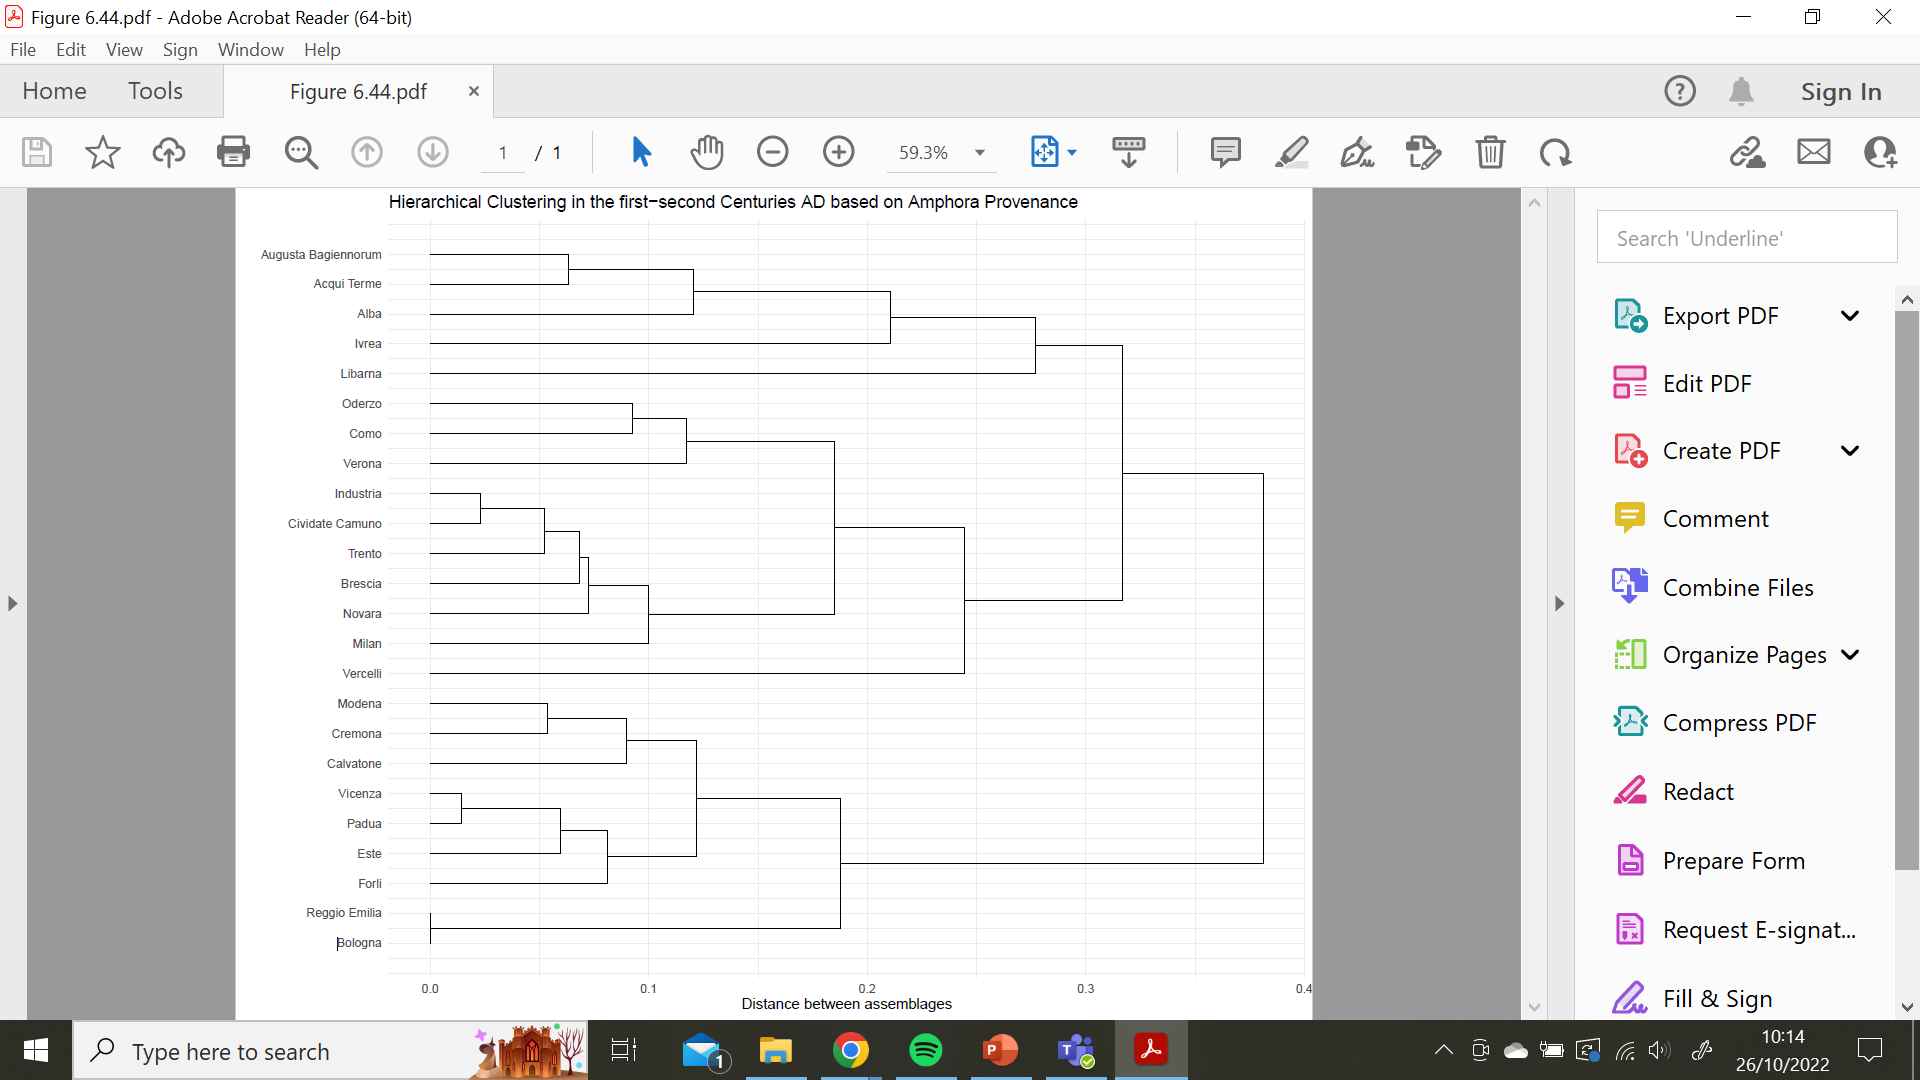 Figure 6.44.pdf - Adobe Acrobat Reader (64-bit)
File Edit View Sign Window Help
Home Tools Figure 6.44.pdf × Sign In
1 / 1 59.3%
Hierarchical Clustering in the first−second Centuries AD based on Amphora Provenance
Augusta Bagiennorum
Acqui Terme
Alba
Ivrea
Libarna
Oderzo
Como
Verona
Industria
Cividate Camuno
Trento
Brescia
Novara
Milan
Vercelli
Modena
Cremona
Calvatone
Vicenza
Padua
Este
Forli
Reggio Emilia
Bologna
0.0 0.1 0.2 0.3 0.4
Distance between assemblages
Search 'Underline'
Export PDF
Edit PDF
Create PDF
Comment
Combine Files
Organize Pages
Compress PDF
Redact
Prepare Form
Request E-signat...
Fill & Sign
Type here to search
1
10:14
26/10/2022